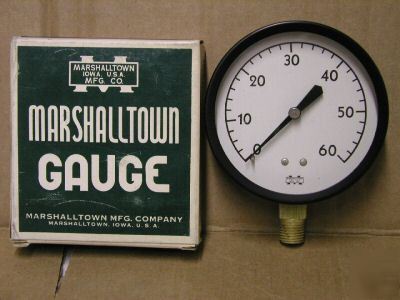 MARSHALLTOWN
IOWA, U.S.A.
M
MFG. CO.
MARSHALLTOWN
GAUGE
MARSHALLTOWN MFG. COMPANY
MARSHALLTOWN, IOWA, U.S.A.
0
10
20
30
40
50
60